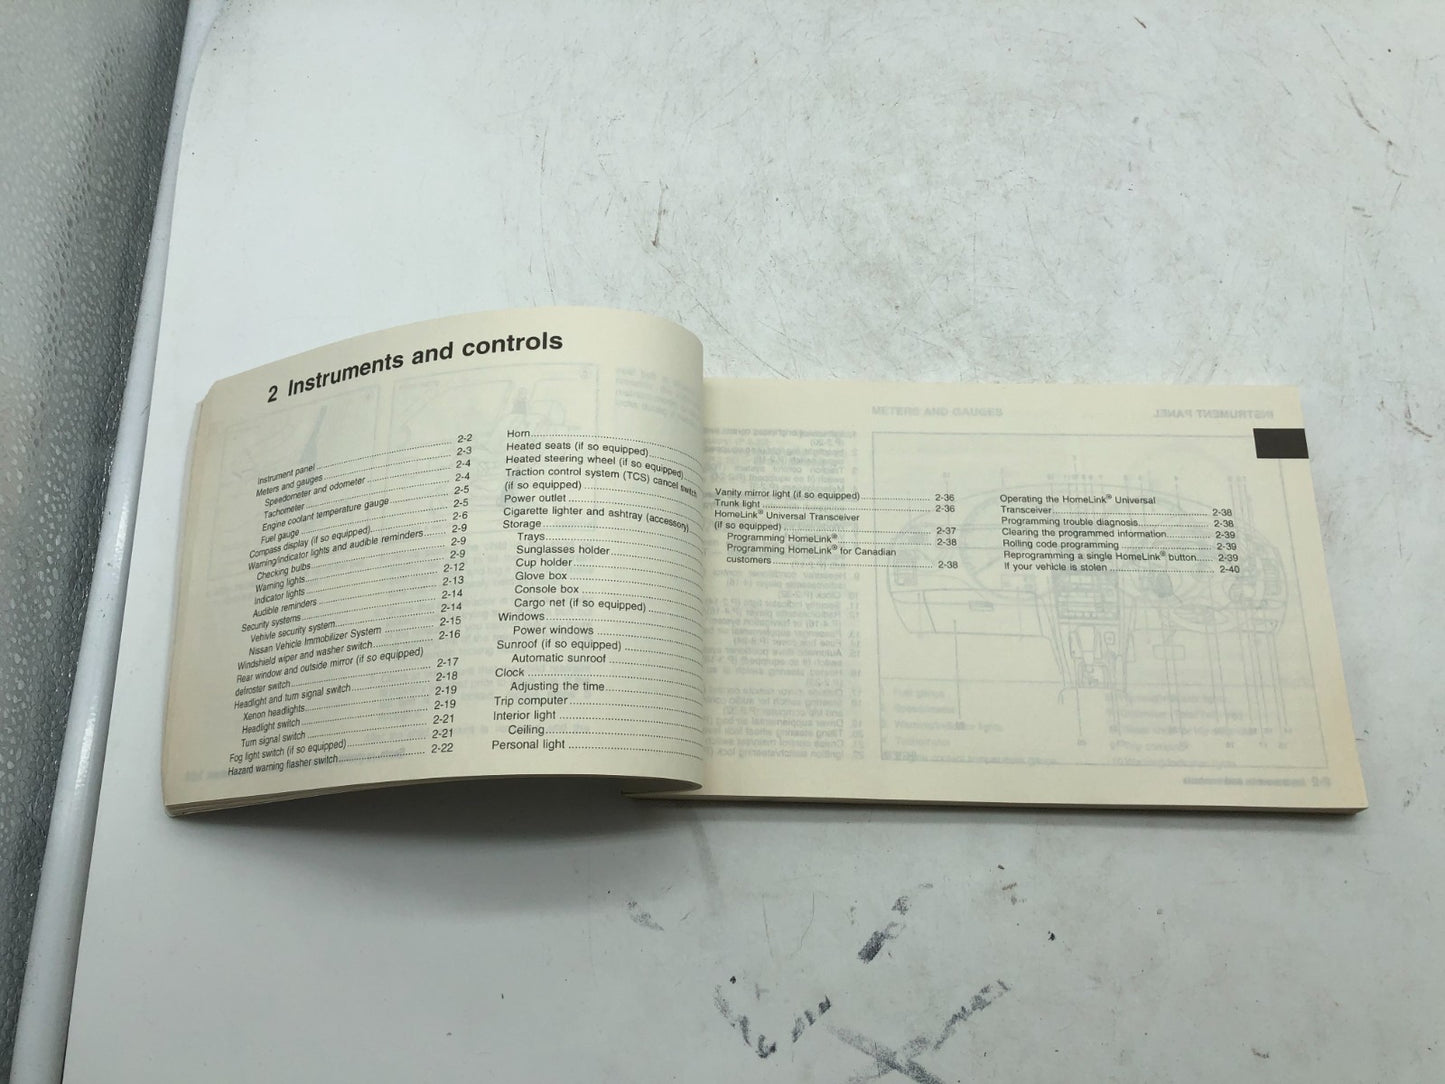 2 Instruments and controls
Instrument panel 2-2
Meters and gauges 2-3
Speedometer and odometer 2-4
Tachometer 2-4
Engine coolant temperature gauge 2-5
Fuel gauge 2-5
Compass display (if so equipped) 2-6
Warning/indicator lights and audible reminders 2-9
Checking bulbs 2-9
Warning lights 2-9
Indicator lights 2-12
Audible reminders 2-13
Security systems 2-14
Vehivle security system 2-14
Nissan Vehicle Immobilizer System 2-15
Windshield wiper and washer switch 2-16
Rear window and outside mirror (if so equipped)
defroster switch 2-17
Headlight and turn signal switch 2-18
Xenon headlights 2-19
Headlight switch 2-19
Turn signal switch 2-21
Fog light switch (if so equipped) 2-21
Hazard warning flasher switch 2-22
Horn
Heated seats (if so equipped)
Heated steering wheel (if so equipped)
Traction control system (TCS) cancel switch
(if so equipped)
Power outlet
Cigarette lighter and ashtray (accessory)
Storage
Trays
Sunglasses holder
Cup holder
Glove box
Console box
Cargo net (if so equipped)
Windows
Power windows
Sunroof (if so equipped)
Automatic sunroof
Clock
Adjusting the time
Trip computer
Interior light
Ceiling
Personal light
Vanity mirror light (if so equipped) 2-36
Trunk light 2-36
HomeLink® Universal Transceiver
(if so equipped) 2-37
Programming HomeLink® 2-38
Programming HomeLink® for Canadian
customers 2-38
Operating the HomeLink® Universal
Transceiver 2-38
Programming trouble diagnosis 2-38
Clearing the programmed information 2-39
Rolling code programming 2-39
Reprogramming a single HomeLink® button 2-39
If your vehicle is stolen 2-40